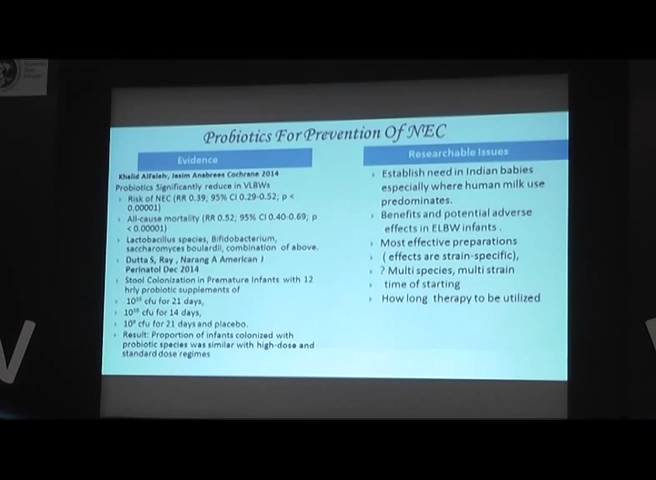 Probiotics For Prevention Of NEC
Evidence
Khalid Alfaleh, Jasim Anabrees Cochrane 2014
Probiotics Significantly reduce in VLBWs
Risk of NEC (RR 0.39; 95% CI 0.29-0.52; p <
0.00001)
All-cause mortality (RR 0.52; 95% CI 0.40-0.69; p
< 0.00001)
Lactobacillus species, Bifidobacterium,
saccharomyces boulardii, combination of above.
Dutta S, Ray , Narang A American J
Perinatol Dec 2014
Stool Colonization in Premature Infants with 12
hrly probiotic supplements of
10¹⁰ cfu for 21 days,
10¹⁰ cfu for 14 days,
cfu for 21 days and placebo.
Result: Proportion of infants colonized with
probiotic species was similar with high-dose and
standard dose regimes
Researchable Issues
Establish need in Indian babies
especially where human milk use
predominates.
Benefits and potential adverse
effects in ELBW infants .
Most effective preparations
( effects are strain-specific),
? Multi species, multi strain
time of starting
How long therapy to be utilized